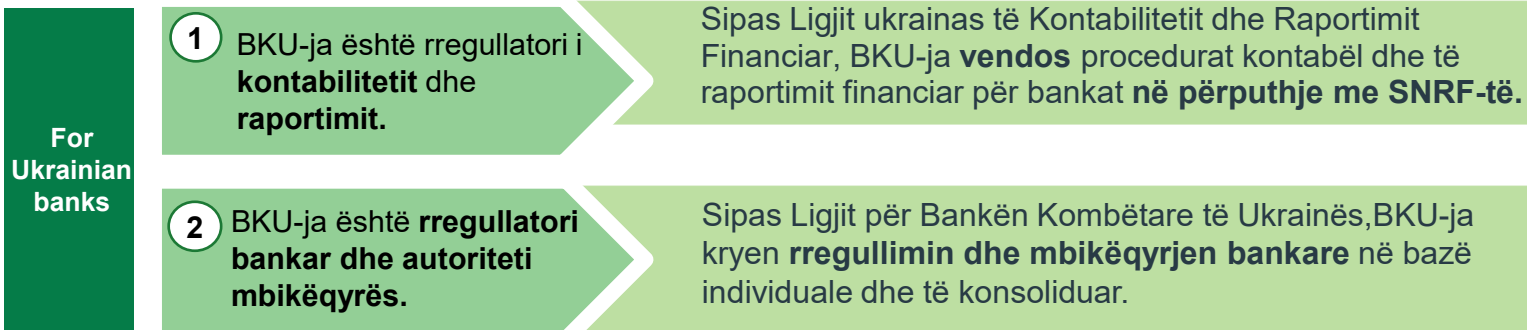 For
Ukrainian
banks
1
BKU-ja është rregullatori i
kontabilitetit dhe
raportimit.
Sipas Ligjit ukrainas të Kontabilitetit dhe Raportimit
Financiar, BKU-ja vendos procedurat kontabël dhe të
raportimit financiar për bankat në përputhje me SNRF-të.
2
BKU-ja është rregullatori
bankar dhe autoriteti
mbikëqyrës.
Sipas Ligjit për Bankën Kombëtare të Ukrainës,BKU-ja
kryen rregullimin dhe mbikëqyrjen bankare në bazë
individuale dhe të konsoliduar.